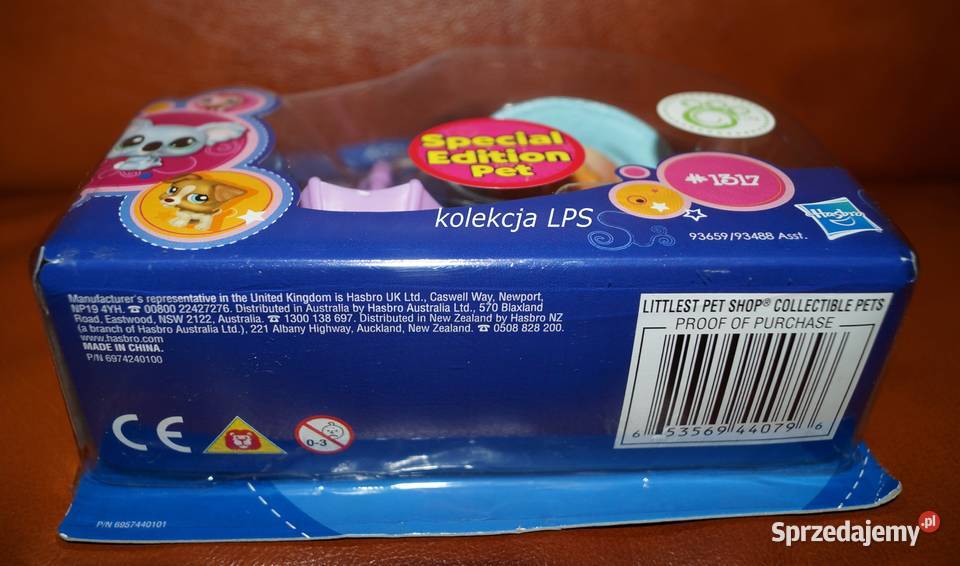 Special
Edition
Pet
#1317
Hasbro
kolekcja LPS
93659/93488 Asst.
Manufacturer's representative in the United Kingdom is Hasbro UK Ltd., Caswell Way, Newport,
NP19 4YH. ☎ 00800 22427276. Distributed in Australia by Hasbro Australia Ltd., 570 Blaxland
Road, Eastwood, NSW 2122, Australia. ☎ 1300 138 697. Distributed in New Zealand by Hasbro NZ
(a branch of Hasbro Australia Ltd.), 221 Albany Highway, Auckland, New Zealand. ☎ 0508 828 200.
www.hasbro.com
MADE IN CHINA.
P/N 6974240100
LITTLEST PET SHOP® COLLECTIBLE PETS
PROOF OF PURCHASE
6 53569 44079 6
CE
0-3
P/N 6957440101
Sprzedajemy.pl